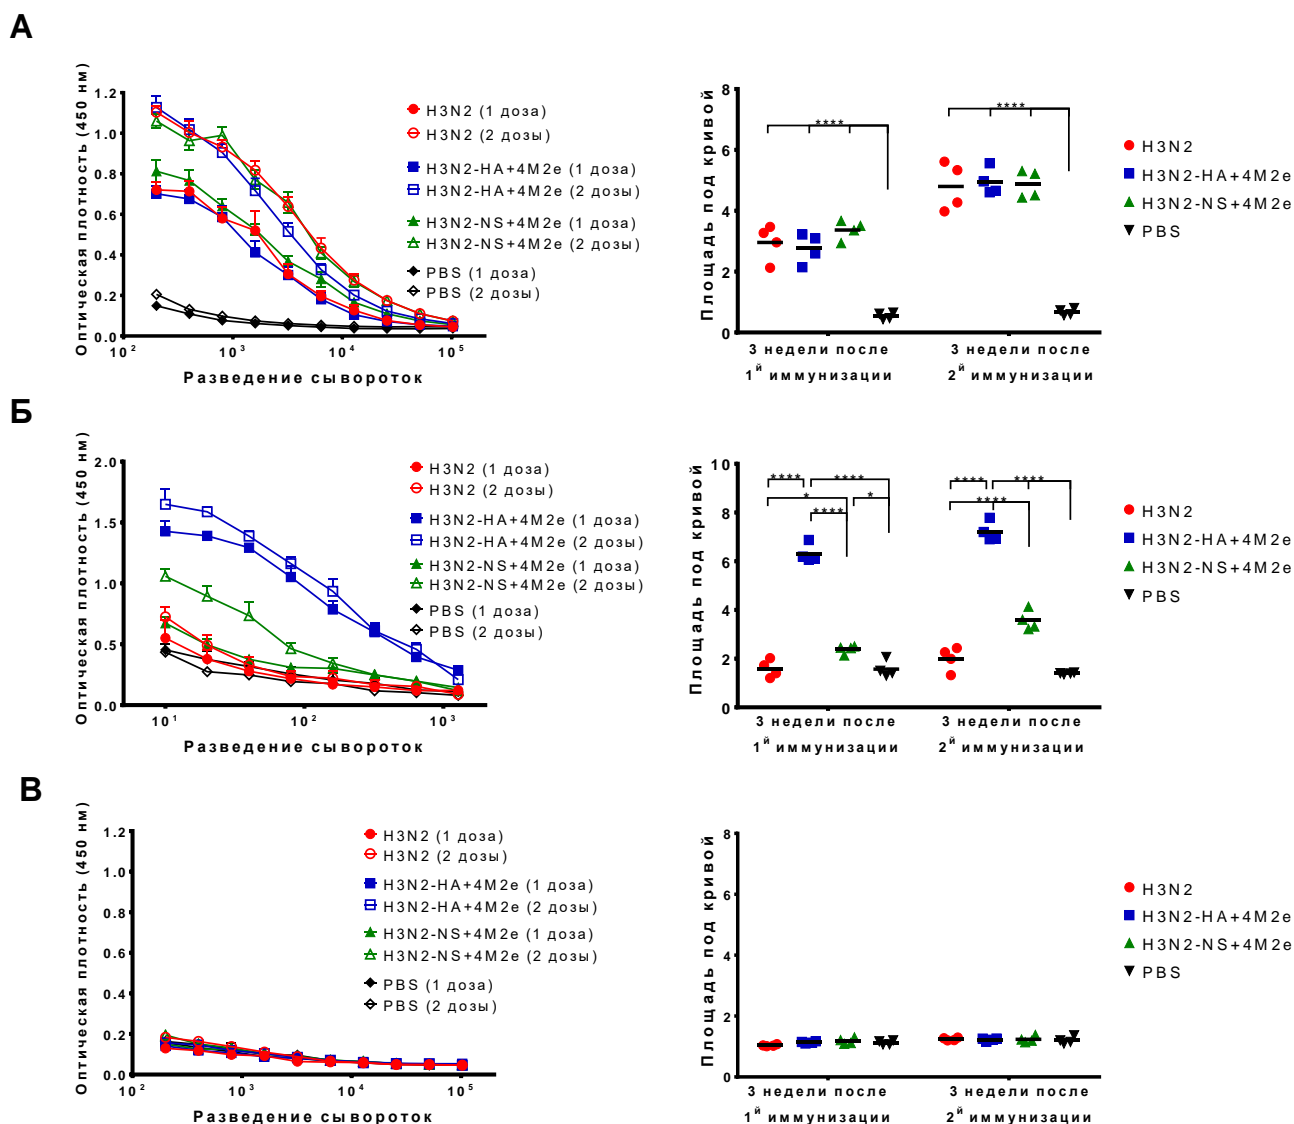 А
Оптическая плотность (450 нм)
1.2
1.0
0.8
0.6
0.4
0.2
0.0
10²
10³
10⁴
10⁵
Разведение сывороток
H3N2 (1 доза)
H3N2 (2 дозы)
H3N2-HA+4M2e (1 доза)
H3N2-HA+4M2e (2 дозы)
H3N2-NS+4M2e (1 доза)
H3N2-NS+4M2e (2 дозы)
PBS (1 доза)
PBS (2 дозы)
Площадь под кривой
8
6
4
2
0
****
****
3 недели после
1й иммунизации
3 недели после
2й иммунизации
H3N2
H3N2-HA+4M2e
H3N2-NS+4M2e
PBS
Б
Оптическая плотность (450 нм)
2.0
1.5
1.0
0.5
0.0
10¹
10²
10³
Разведение сывороток
H3N2 (1 доза)
H3N2 (2 дозы)
H3N2-HA+4M2e (1 доза)
H3N2-HA+4M2e (2 дозы)
H3N2-NS+4M2e (1 доза)
H3N2-NS+4M2e (2 дозы)
PBS (1 доза)
PBS (2 дозы)
Площадь под кривой
10
8
6
4
2
0
**** ****
* *
****
**** ****
****
3 недели после
1й иммунизации
3 недели после
2й иммунизации
H3N2
H3N2-HA+4M2e
H3N2-NS+4M2e
PBS
В
Оптическая плотность (450 нм)
1.2
1.0
0.8
0.6
0.4
0.2
0.0
10²
10³
10⁴
10⁵
Разведение сывороток
H3N2 (1 доза)
H3N2 (2 дозы)
H3N2-HA+4M2e (1 доза)
H3N2-HA+4M2e (2 дозы)
H3N2-NS+4M2e (1 доза)
H3N2-NS+4M2e (2 дозы)
PBS (1 доза)
PBS (2 дозы)
Площадь под кривой
8
6
4
2
0
3 недели после
1й иммунизации
3 недели после
2й иммунизации
H3N2
H3N2-HA+4M2e
H3N2-NS+4M2e
PBS